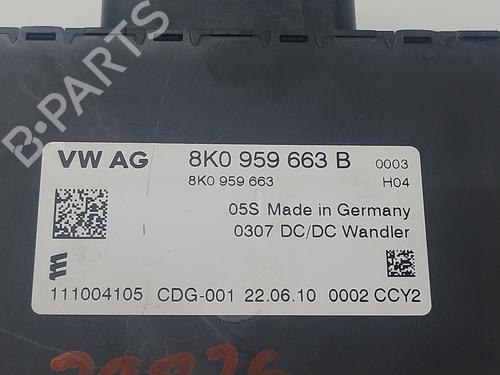 VW AG 8K0 959 663 B 0003
8K0 959 663 H04
05S Made in Germany
0307 DC/DC Wandler
111004105 CDG-001 22.06.10 0002 CCY2
B-PARTS